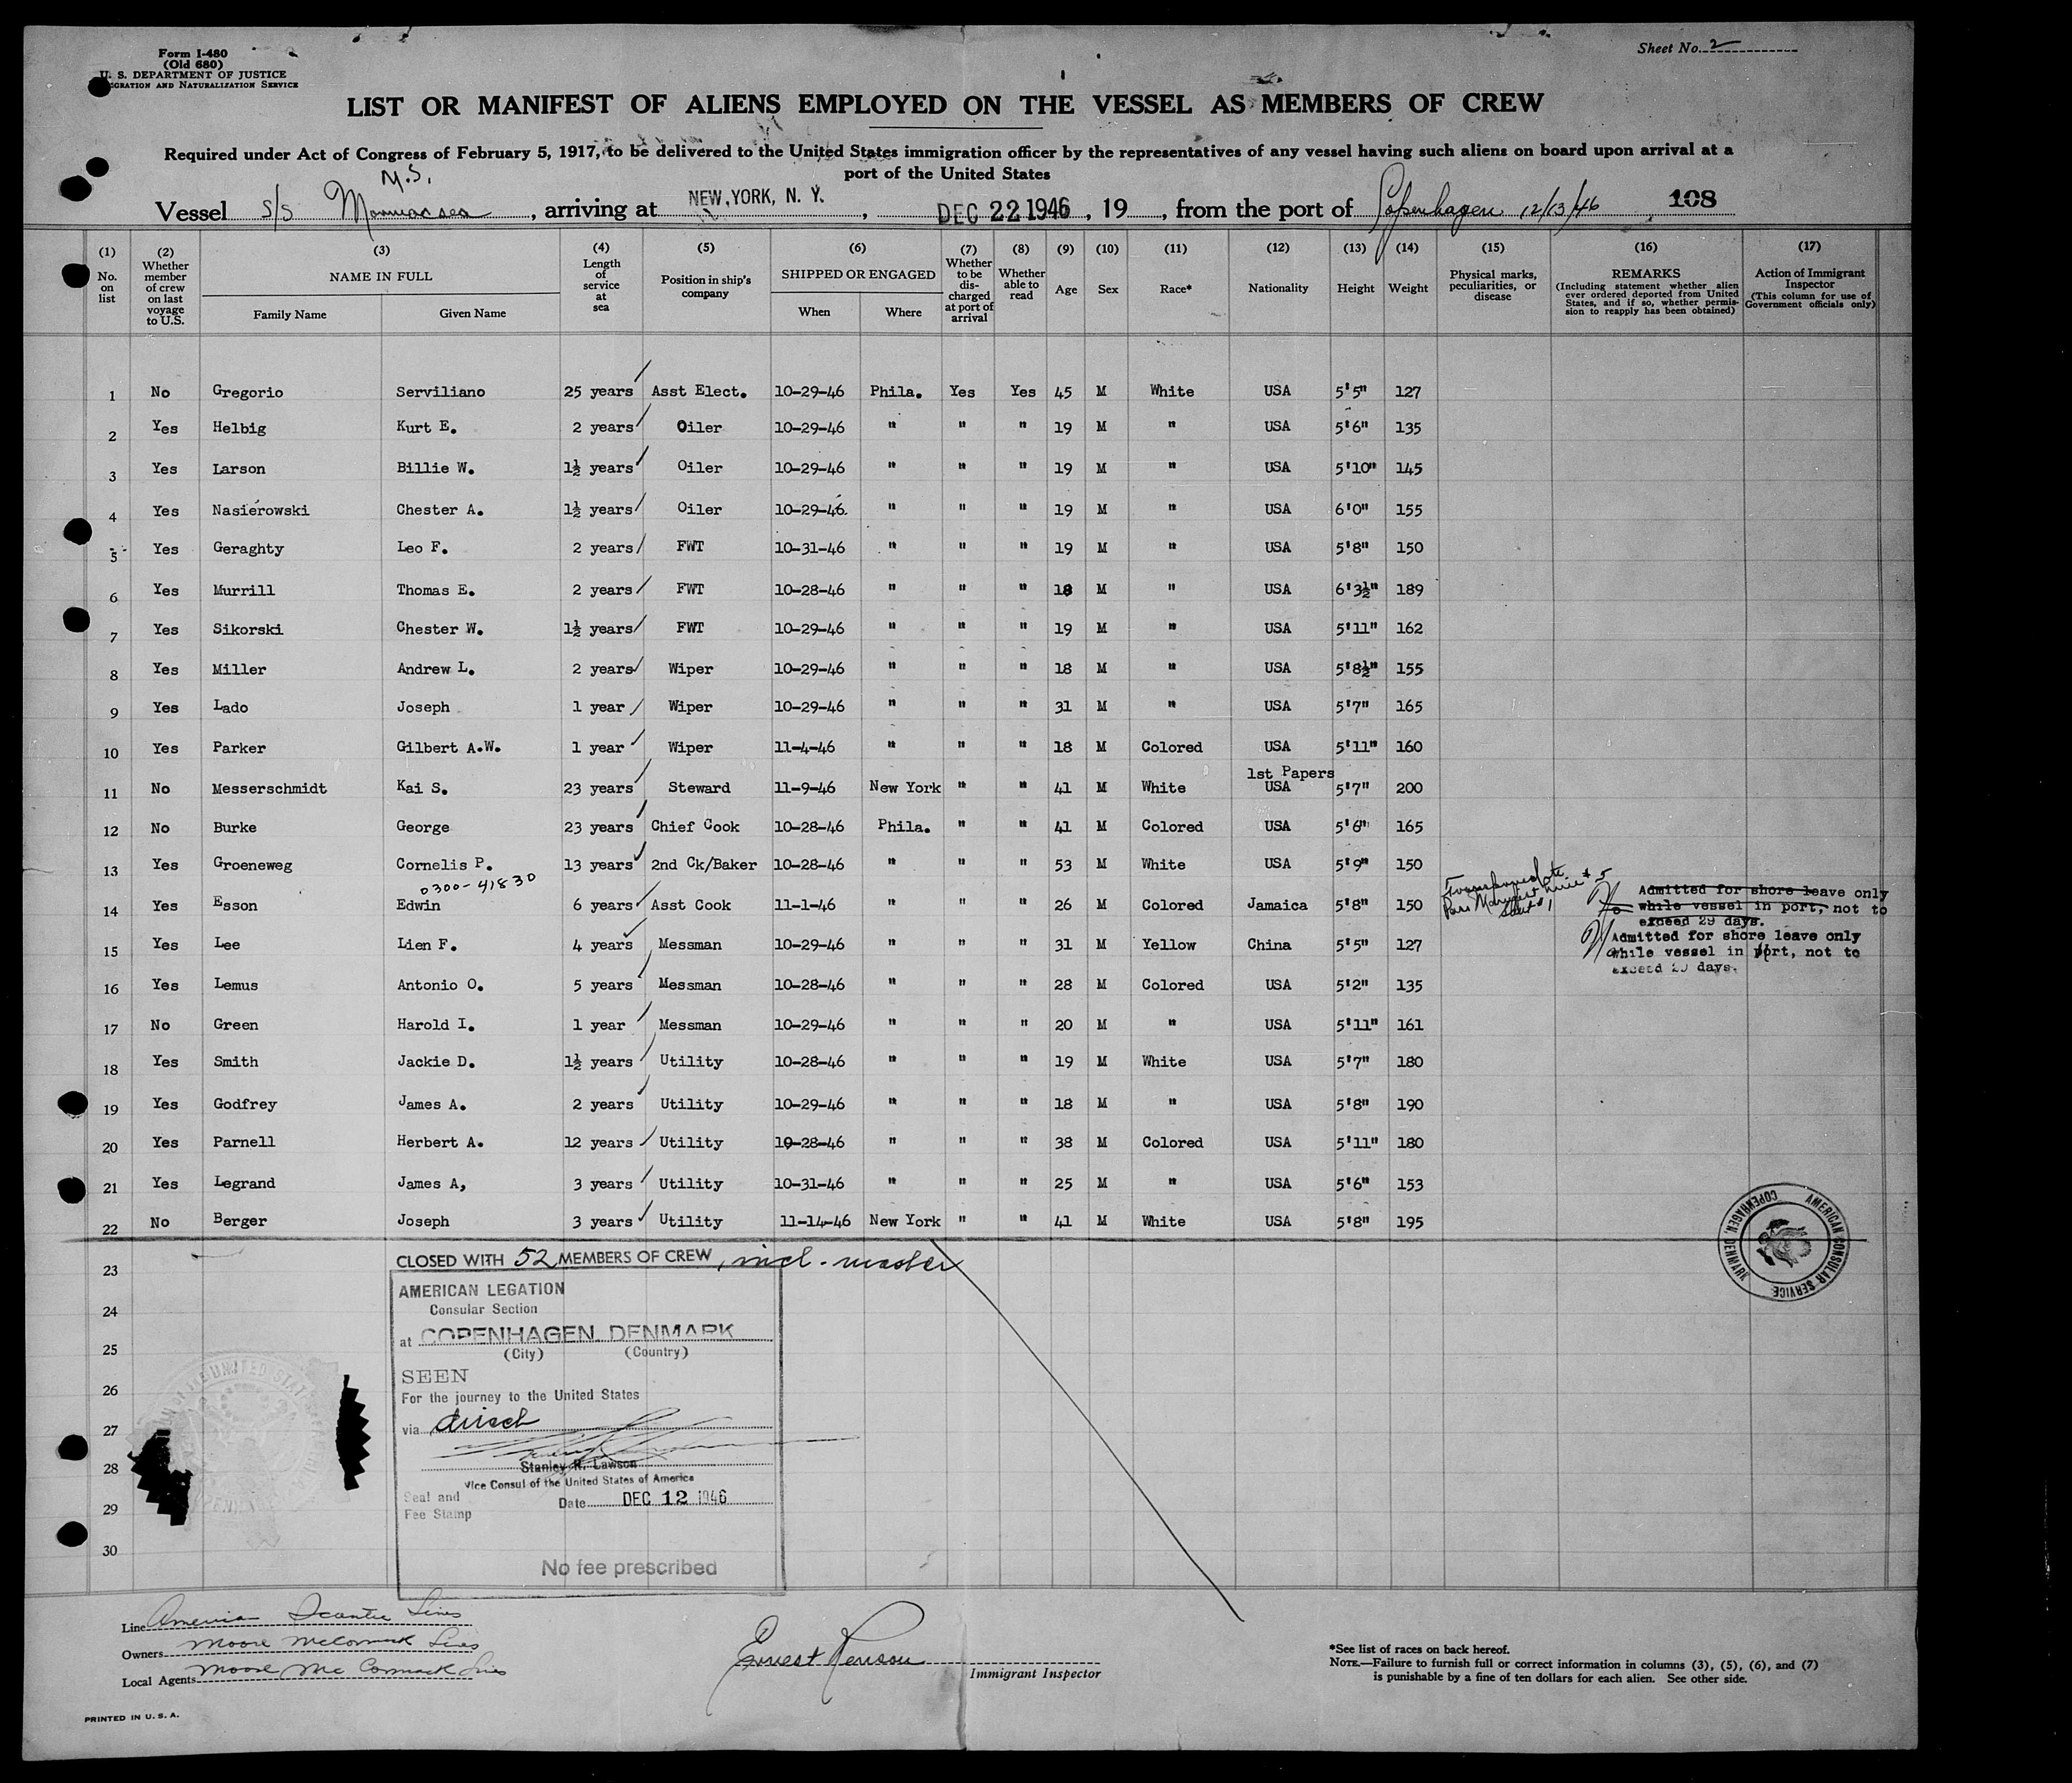 Form I-480
(Old 680)
U. S. DEPARTMENT OF JUSTICE
IGRATION AND NATURALIZATION SERVICE
Sheet No. 2
LIST OR MANIFEST OF ALIENS EMPLOYED ON THE VESSEL AS MEMBERS OF CREW
Required under Act of Congress of February 5, 1917, to be delivered to the United States immigration officer by the representatives of any vessel having such aliens on board upon arrival at a
port of the United States
M.S.
Vessel S/S Mormacsea, arriving at NEW YORK, N. Y., DEC 22 1946, 19, from the port of Copenhagen 12/13/46, 108
(1) No. on list (2) Whether member of crew on last voyage to U.S. (3) NAME IN FULL Family Name Given Name (4) Length of service at sea (5) Position in ship's company (6) SHIPPED OR ENGAGED When Where (7) Whether to be discharged at port of arrival (8) Whether able to read (9) Age (10) Sex (11) Race* (12) Nationality (13) Height (14) Weight (15) Physical marks, peculiarities, or disease (16) REMARKS (Including statement whether alien ever ordered deported from United States, and if so, whether permission to reapply has been obtained) (17) Action of Immigrant Inspector (This column for use of Government officials only)
1 No Gregorio Serviliano 25 years Asst Elect. 10-29-46 Phila. Yes Yes 45 M White USA 5'5" 127
2 Yes Helbig Kurt E. 2 years Oiler 10-29-46 " " " 19 M " USA 5'6" 135
3 Yes Larson Billie W. 1½ years Oiler 10-29-46 " " " 19 M " USA 5'10" 145
4 Yes Nasierowski Chester A. 1½ years Oiler 10-29-46. " " " 19 M " USA 6'0" 155
5 Yes Geraghty Leo F. 2 years FWT 10-31-46 " " " 19 M " USA 5'8" 150
6 Yes Murrill Thomas E. 2 years FWT 10-28-46 " " " 18 M " USA 6'3½" 189
7 Yes Sikorski Chester W. 1½ years FWT 10-29-46 " " " 19 M " USA 5'11" 162
8 Yes Miller Andrew L. 2 years Wiper 10-29-46 " " " 18 M " USA 5'8½" 155
9 Yes Lado Joseph 1 year Wiper 10-29-46 " " " 31 M " USA 5'7" 165
10 Yes Parker Gilbert A.W. 1 year Wiper 11-4-46 " " " 18 M Colored USA 5'11" 160
1st Papers
11 No Messerschmidt Kai S. 23 years Steward 11-9-46 New York " " 41 M White USA 5'7" 200
12 No Burke George 23 years Chief Cook 10-28-46 Phila. " " 41 M Colored USA 5'6" 165
13 Yes Groeneweg Cornelis P. 13 years 2nd Ck/Baker 10-28-46 " " " 53 M White USA 5'9" 150
0300-41830
14 Yes Esson Edwin 6 years Asst Cook 11-1-46 " " " 26 M Colored Jamaica 5'8" 150
Admitted for shore leave only
while vessel in port, not to
exceed 29 days.
15 Yes Lee Lien F. 4 years Messman 10-29-46 " " " 31 M Yellow China 5'5" 127
Admitted for shore leave only
while vessel in port, not to
exceed 29 days.
16 Yes Lemus Antonio O. 5 years Messman 10-28-46 " " " 28 M Colored USA 5'2" 135
17 No Green Harold I. 1 year Messman 10-29-46 " " " 20 M " USA 5'11" 161
18 Yes Smith Jackie D. 1½ years Utility 10-28-46 " " " 19 M White USA 5'7" 180
19 Yes Godfrey James A. 2 years Utility 10-29-46 " " " 18 M " USA 5'8" 190
20 Yes Parnell Herbert A. 12 years Utility 10-28-46 " " " 38 M Colored USA 5'11" 180
21 Yes Legrand James A, 3 years Utility 10-31-46 " " " 25 M " USA 5'6" 153
22 No Berger Joseph 3 years Utility 11-14-46 New York " " 41 M White USA 5'8" 195
AMERICAN CONSULAR SERVICE
COPENHAGEN, DENMARK
CLOSED WITH 52 MEMBERS OF CREW, incl. master
23
24
25
26
27
28
29
30
AMERICAN LEGATION
Consular Section
at COPENHAGEN. DENMARK
(City) (Country)
SEEN
For the journey to the United States
via direct
Stanley R. Lawson
Vice Consul of the United States of America
Seal and
Fee Stamp
Date DEC 12 1946
No fee prescribed
Line American Scantic Lines
Owners Moore McCormack Lines
Local Agents Moore McCormack Lines
Ernest
Immigrant Inspector
*See list of races on back hereof.
NOTE.—Failure to furnish full or correct information in columns (3), (5), (6), and (7)
is punishable by a fine of ten dollars for each alien. See other side.
PRINTED IN U. S. A.